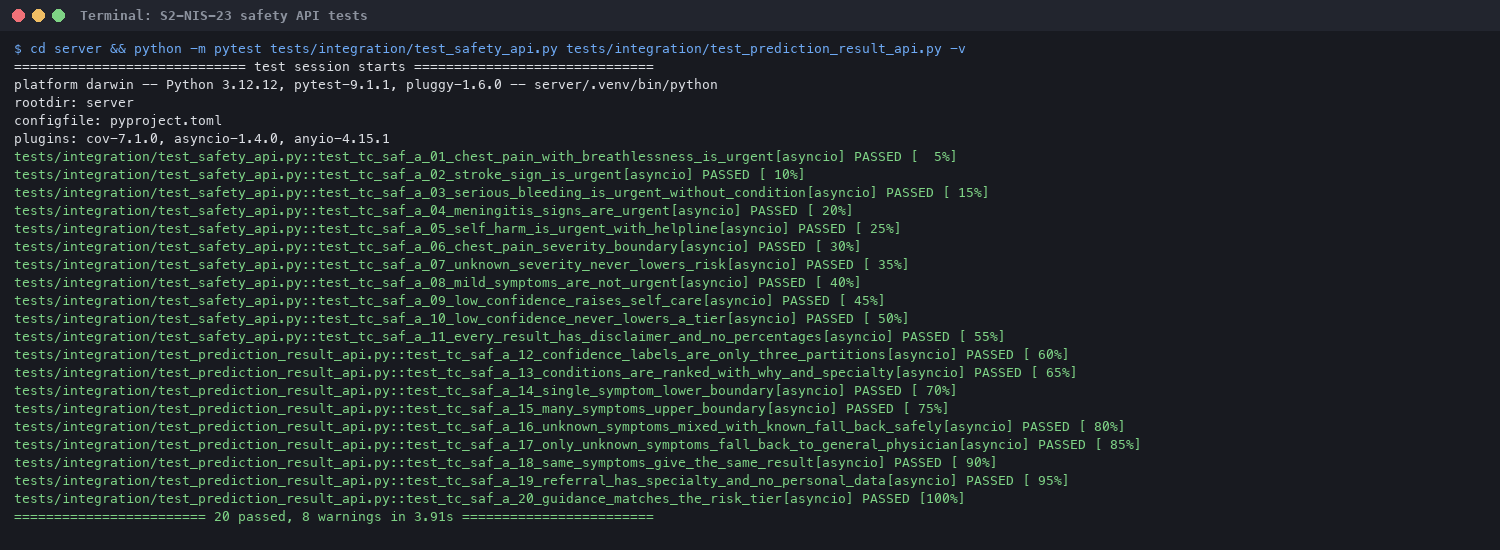 Terminal: S2-NIS-23 safety API tests
$ cd server && python -m pytest tests/integration/test_safety_api.py tests/integration/test_prediction_result_api.py -v
============================= test session starts ==============================
platform darwin -- Python 3.12.12, pytest-9.1.1, pluggy-1.6.0 -- server/.venv/bin/python
rootdir: server
configfile: pyproject.toml
plugins: cov-7.1.0, asyncio-1.4.0, anyio-4.15.1
tests/integration/test_safety_api.py::test_tc_saf_a_01_chest_pain_with_breathlessness_is_urgent[asyncio] PASSED [  5%]
tests/integration/test_safety_api.py::test_tc_saf_a_02_stroke_sign_is_urgent[asyncio] PASSED [ 10%]
tests/integration/test_safety_api.py::test_tc_saf_a_03_serious_bleeding_is_urgent_without_condition[asyncio] PASSED [ 15%]
tests/integration/test_safety_api.py::test_tc_saf_a_04_meningitis_signs_are_urgent[asyncio] PASSED [ 20%]
tests/integration/test_safety_api.py::test_tc_saf_a_05_self_harm_is_urgent_with_helpline[asyncio] PASSED [ 25%]
tests/integration/test_safety_api.py::test_tc_saf_a_06_chest_pain_severity_boundary[asyncio] PASSED [ 30%]
tests/integration/test_safety_api.py::test_tc_saf_a_07_unknown_severity_never_lowers_risk[asyncio] PASSED [ 35%]
tests/integration/test_safety_api.py::test_tc_saf_a_08_mild_symptoms_are_not_urgent[asyncio] PASSED [ 40%]
tests/integration/test_safety_api.py::test_tc_saf_a_09_low_confidence_raises_self_care[asyncio] PASSED [ 45%]
tests/integration/test_safety_api.py::test_tc_saf_a_10_low_confidence_never_lowers_a_tier[asyncio] PASSED [ 50%]
tests/integration/test_safety_api.py::test_tc_saf_a_11_every_result_has_disclaimer_and_no_percentages[asyncio] PASSED [ 55%]
tests/integration/test_prediction_result_api.py::test_tc_saf_a_12_confidence_labels_are_only_three_partitions[asyncio] PASSED [ 60%]
tests/integration/test_prediction_result_api.py::test_tc_saf_a_13_conditions_are_ranked_with_why_and_specialty[asyncio] PASSED [ 65%]
tests/integration/test_prediction_result_api.py::test_tc_saf_a_14_single_symptom_lower_boundary[asyncio] PASSED [ 70%]
tests/integration/test_prediction_result_api.py::test_tc_saf_a_15_many_symptoms_upper_boundary[asyncio] PASSED [ 75%]
tests/integration/test_prediction_result_api.py::test_tc_saf_a_16_unknown_symptoms_mixed_with_known_fall_back_safely[asyncio] PASSED [ 80%]
tests/integration/test_prediction_result_api.py::test_tc_saf_a_17_only_unknown_symptoms_fall_back_to_general_physician[asyncio] PASSED [ 85%]
tests/integration/test_prediction_result_api.py::test_tc_saf_a_18_same_symptoms_give_the_same_result[asyncio] PASSED [ 90%]
tests/integration/test_prediction_result_api.py::test_tc_saf_a_19_referral_has_specialty_and_no_personal_data[asyncio] PASSED [ 95%]
tests/integration/test_prediction_result_api.py::test_tc_saf_a_20_guidance_matches_the_risk_tier[asyncio] PASSED [100%]
======================== 20 passed, 8 warnings in 3.91s ========================